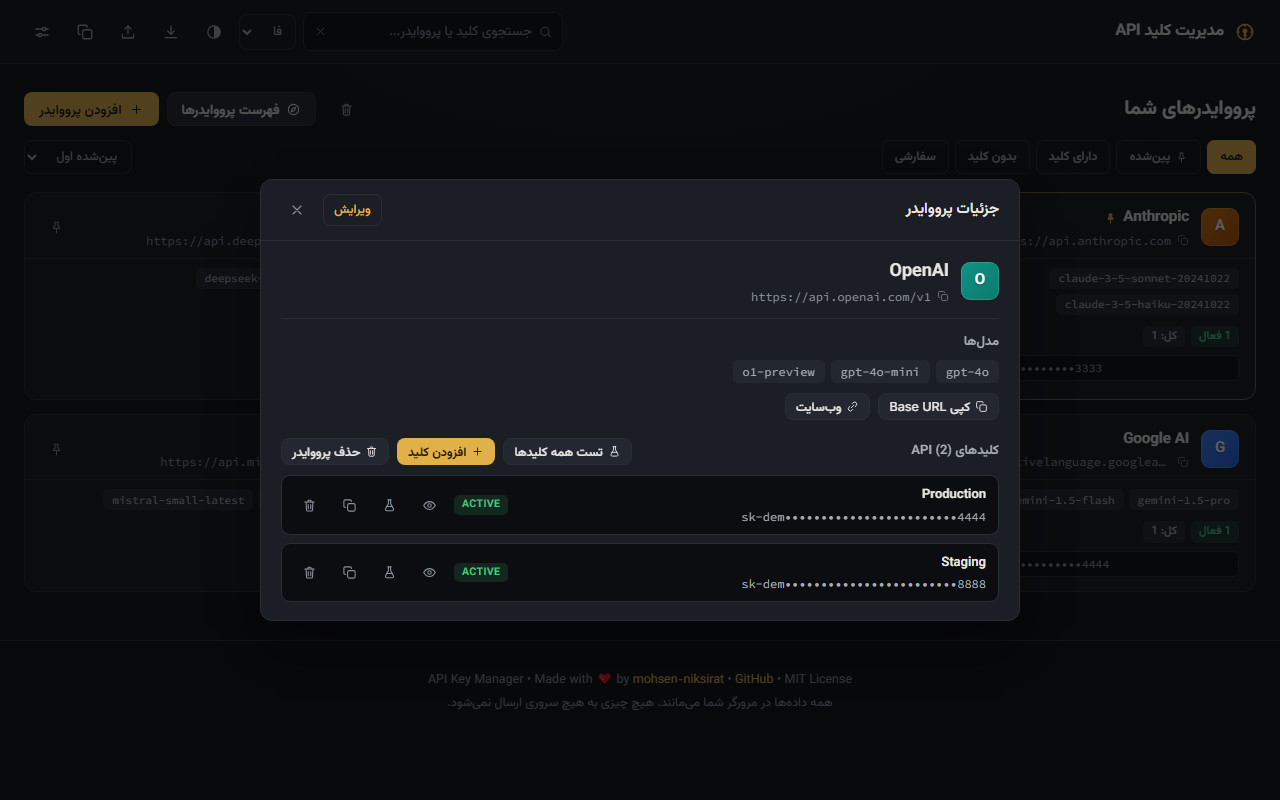 مدیریت کلید API
جستجوی کلید یا پرووایدر...
فا
پرووایدرهای شما
فهرست پرووایدرها
افزودن پرووایدر
همه
پین‌شده
دارای کلید
بدون کلید
سفارشی
پین‌شده اول
A
Anthropic
s://api.anthropic.com
claude-3-5-sonnet-20241022
claude-3-5-haiku-20241022
1 فعال
کل: 1
••••••••3333
https://api.deep
deepseek-
G
Google AI
ivelanguage.googlea…
gemini-1.5-pro
mini-1.5-flash
1 فعال
کل: 1
••••••••4444
https://api.mi
mistral-small-latest
جزئیات پرووایدر
ویرایش
O
OpenAI
https://api.openai.com/v1
مدل‌ها
gpt-4o
gpt-4o-mini
o1-preview
کپی Base URL
وب‌سایت
کلیدهای API (2)
تست همه کلیدها
افزودن کلید
حذف پرووایدر
Production
sk-dem••••••••••••••••••••••••4444
ACTIVE
Staging
sk-dem••••••••••••••••••••••••8888
ACTIVE
API Key Manager • Made with ❤️ by mohsen-niksirat • GitHub • MIT License
همه داده‌ها در مرورگر شما می‌مانند. هیچ چیزی به هیچ سروری ارسال نمی‌شود.